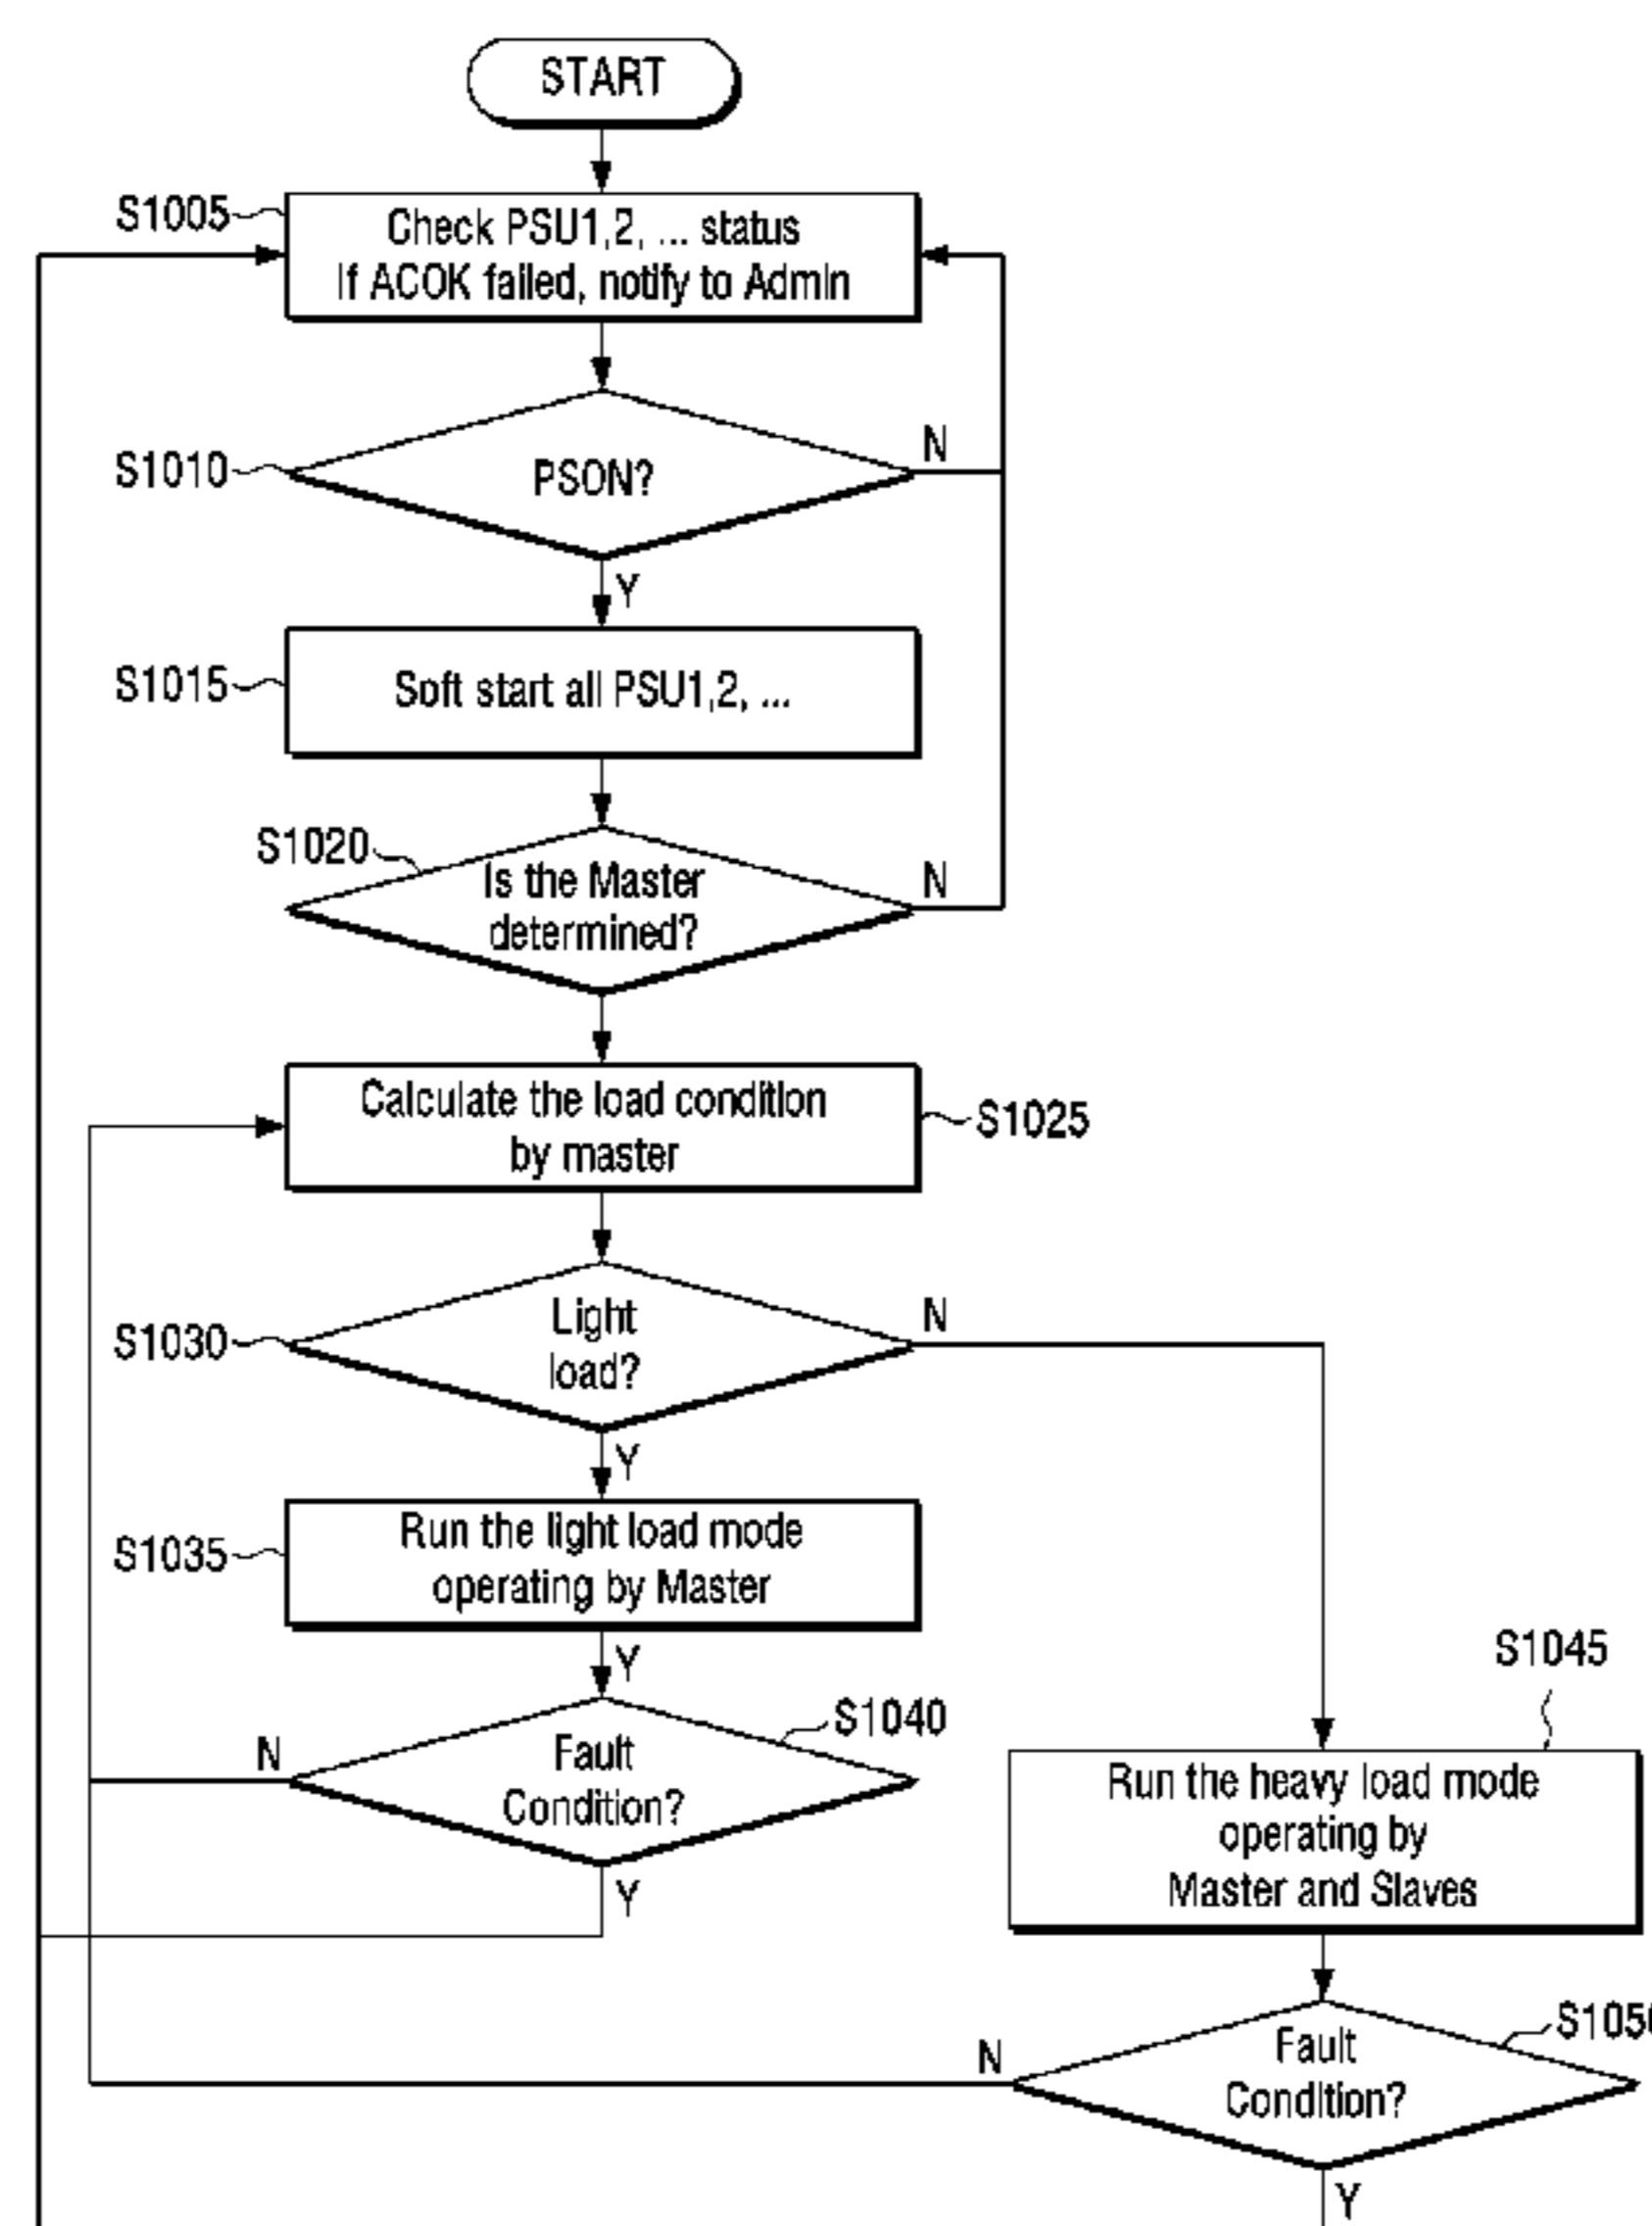 START
S1005
Check PSU1,2, ... status
If ACOK failed, notify to Admin
S1010
PSON?
N
Y
S1015
Soft start all PSU1,2, ...
S1020
Is the Master
determined?
N
Calculate the load condition
by master
S1025
S1030
Light
load?
N
Y
S1035
Run the light load mode
operating by Master
Y
S1040
Fault
Condition?
N
Y
S1045
Run the heavy load mode
operating by
Master and Slaves
Fault
Condition?
N
Y